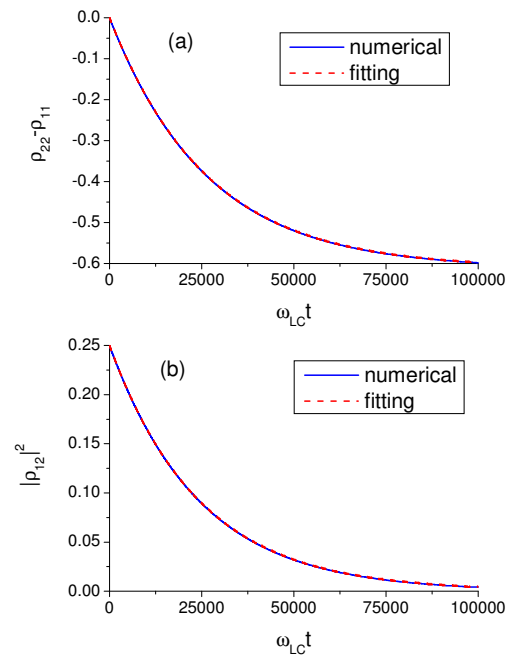 (a)
numerical
fitting
0.0
-0.1
-0.2
-0.3
-0.4
-0.5
-0.6
ρ₂₂-ρ₁₁
0 25000 50000 75000 100000
ω_LC t
(b)
numerical
fitting
0.25
0.20
0.15
0.10
0.05
0.00
|ρ₁₂|²
0 25000 50000 75000 100000
ω_LC t